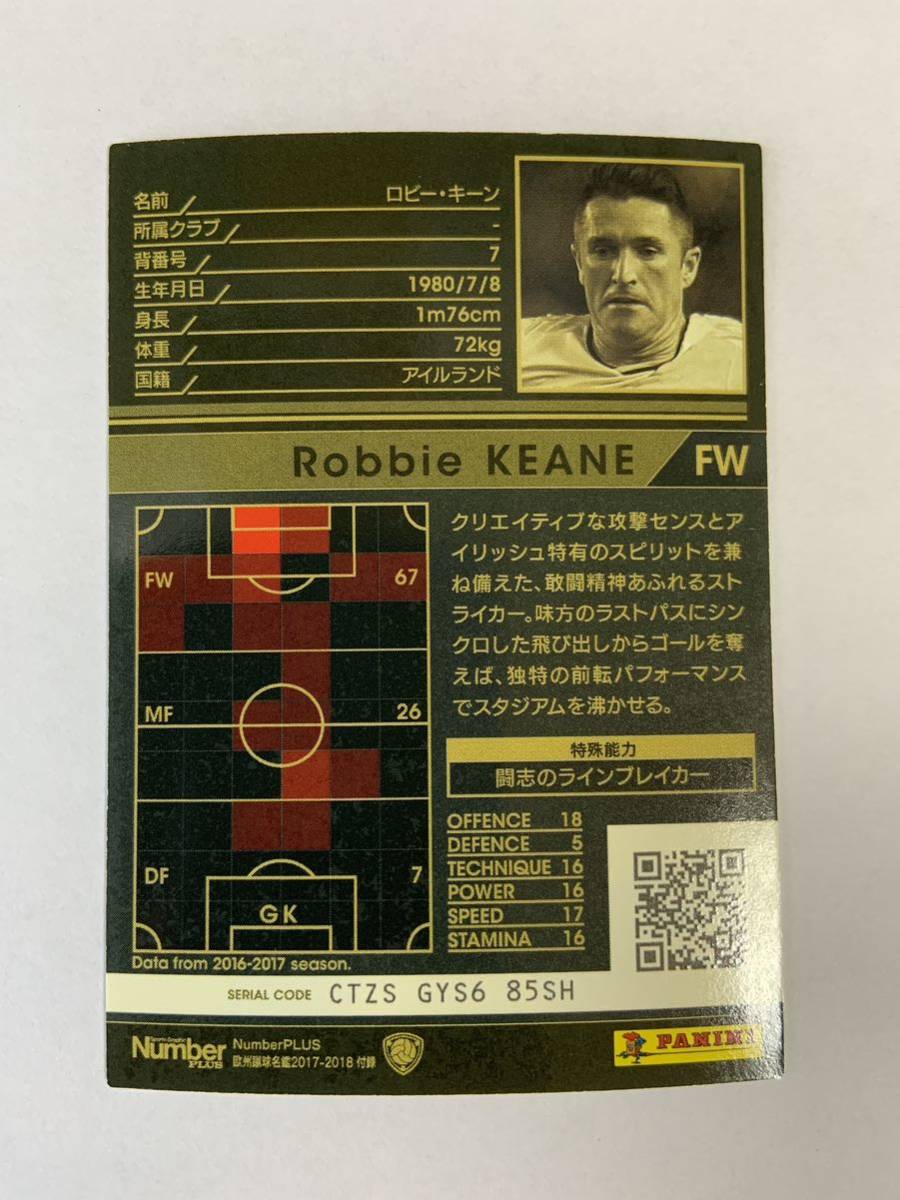 名前 ロビー・キーン
所属クラブ -
背番号 7
生年月日 1980/7/8
身長 1m76cm
体重 72kg
国籍 アイルランド
Robbie KEANE FW
FW 67
MF 26
DF 7
GK
Data from 2016-2017 season.
クリエイティブな攻撃センスとア
イリッシュ特有のスピリットを兼
ね備えた、敢闘精神あふれるスト
ライカー。味方のラストパスにシン
クロした飛び出しからゴールを奪
えば、独特の前転パフォーマンス
でスタジアムを沸かせる。
特殊能力
闘志のラインブレイカー
OFFENCE 18
DEFENCE 5
TECHNIQUE 16
POWER 16
SPEED 17
STAMINA 16
SERIAL CODE CTZS GYS6 85SH
Sports Graphic
Number
PLUS
NumberPLUS
欧州蹴球名鑑2017-2018 付録
PANINI